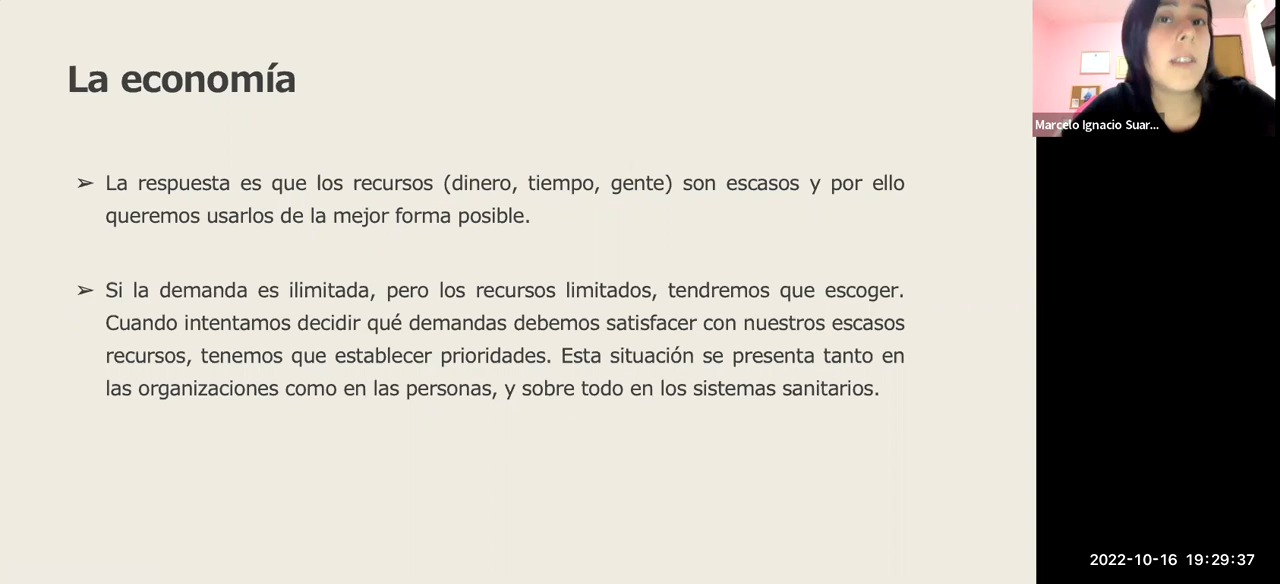 La economía
➢ La respuesta es que los recursos (dinero, tiempo, gente) son escasos y por ello
queremos usarlos de la mejor forma posible.
➢ Si la demanda es ilimitada, pero los recursos limitados, tendremos que escoger.
Cuando intentamos decidir qué demandas debemos satisfacer con nuestros escasos
recursos, tenemos que establecer prioridades. Esta situación se presenta tanto en
las organizaciones como en las personas, y sobre todo en los sistemas sanitarios.
Marcelo Ignacio Suar...
2022-10-16 19:29:37